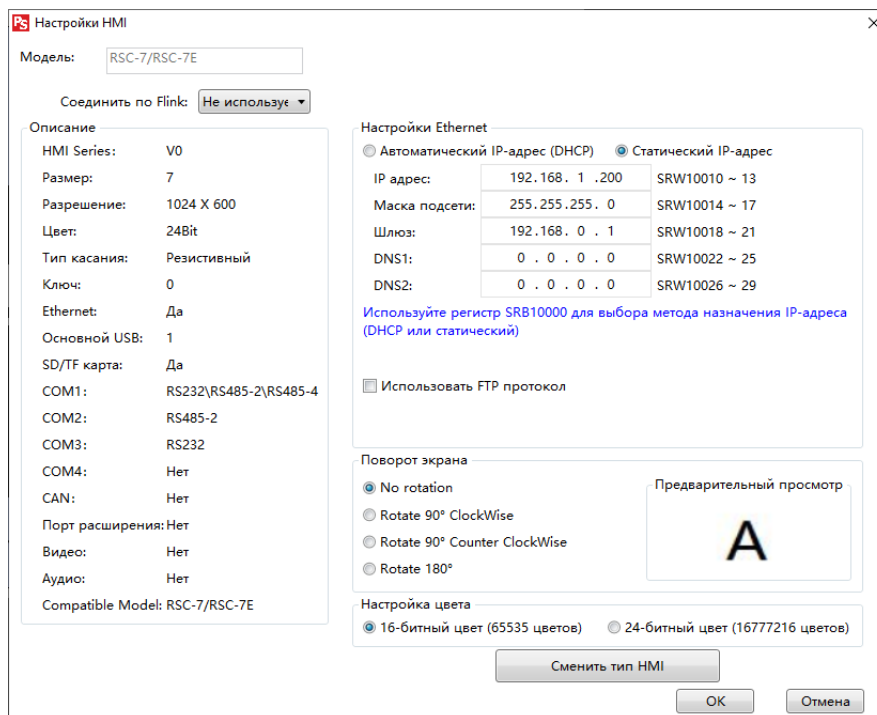 PS Настройки HMI
Модель: RSC-7/RSC-7E
Соединить по Flink: Не используе
Описание
HMI Series: V0
Размер: 7
Разрешение: 1024 X 600
Цвет: 24Bit
Тип касания: Резистивный
Ключ: 0
Ethernet: Да
Основной USB: 1
SD/TF карта: Да
COM1: RS232\RS485-2\RS485-4
COM2: RS485-2
COM3: RS232
COM4: Нет
CAN: Нет
Порт расширения: Нет
Видео: Нет
Аудио: Нет
Compatible Model: RSC-7/RSC-7E
Настройки Ethernet
Автоматический IP-адрес (DHCP) Статический IP-адрес
IP адрес: 192.168. 1 .200 SRW10010 ~ 13
Маска подсети: 255.255.255. 0 SRW10014 ~ 17
Шлюз: 192.168. 0 . 1 SRW10018 ~ 21
DNS1: 0 . 0 . 0 . 0 SRW10022 ~ 25
DNS2: 0 . 0 . 0 . 0 SRW10026 ~ 29
Используйте регистр SRB10000 для выбора метода назначения IP-адреса
(DHCP или статический)
Использовать FTP протокол
Поворот экрана
No rotation
Rotate 90° ClockWise
Rotate 90° Counter ClockWise
Rotate 180°
Предварительный просмотр
A
Настройка цвета
16-битный цвет (65535 цветов) 24-битный цвет (16777216 цветов)
Сменить тип HMI
OK Отмена